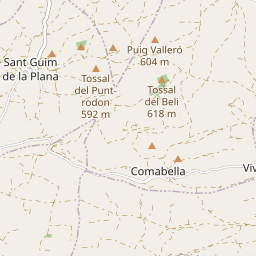 Puig Valleró
604 m
Sant Guim
de la Plana
Tossal
del Punt-
rodon
592 m
Tossal
del Beli
618 m
Comabella
Viv